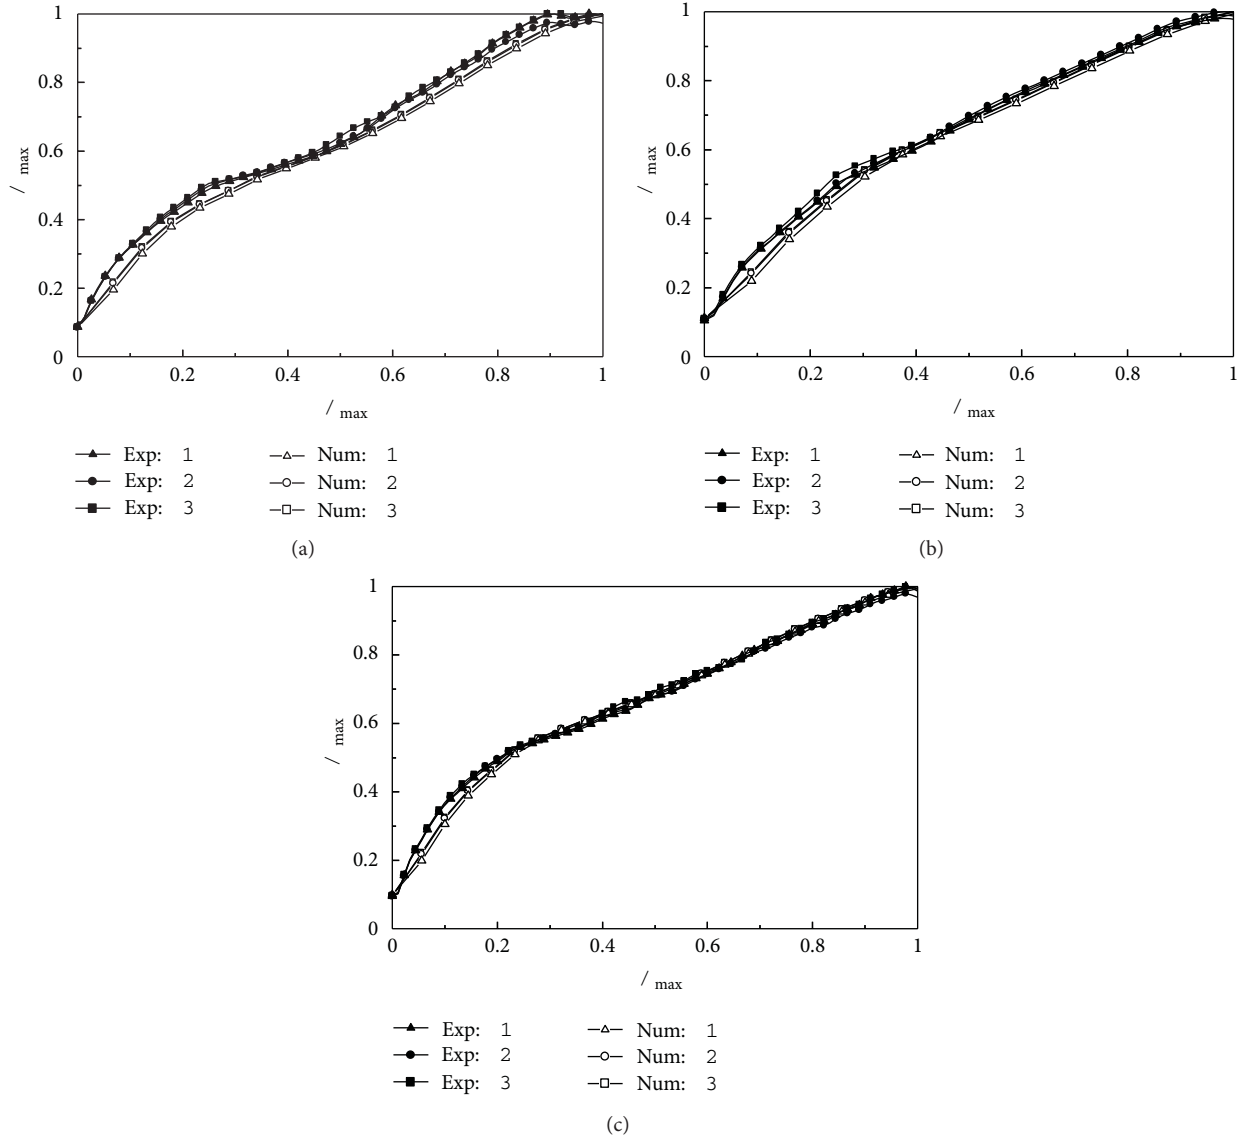 1
0.8
0.6
0.4
0.2
0
/ max
0 0.2 0.4 0.6 0.8 1
/ max
Exp: 1 Num: 1
Exp: 2 Num: 2
Exp: 3 Num: 3
(a)
1
0.8
0.6
0.4
0.2
0
/ max
0 0.2 0.4 0.6 0.8 1
/ max
Exp: 1 Num: 1
Exp: 2 Num: 2
Exp: 3 Num: 3
(b)
1
0.8
0.6
0.4
0.2
0
/ max
0 0.2 0.4 0.6 0.8 1
/ max
Exp: 1 Num: 1
Exp: 2 Num: 2
Exp: 3 Num: 3
(c)